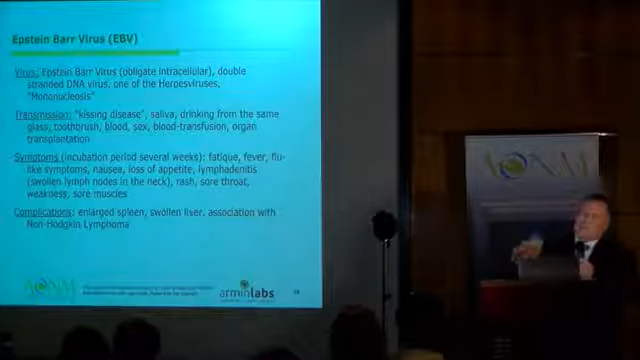 Epstein Barr Virus (EBV)
Virus: Epstein Barr Virus (obligate intracellular), double
stranded DNA virus, one of the Herpesviruses,
"Mononucleosis"
Transmission: "kissing disease", saliva, drinking from the same
glass, toothbrush, blood, sex, blood-transfusion, organ
transplantation
Symptoms (incubation period several weeks): fatigue, fever, flu-
like symptoms, nausea, loss of appetite, lymphadenitis
(swollen lymph nodes in the neck), rash, sore throat,
weakness, sore muscles
Complications: enlarged spleen, swollen liver, association with
Non-Hodgkin Lymphoma
AONM
arminlabs
AONM